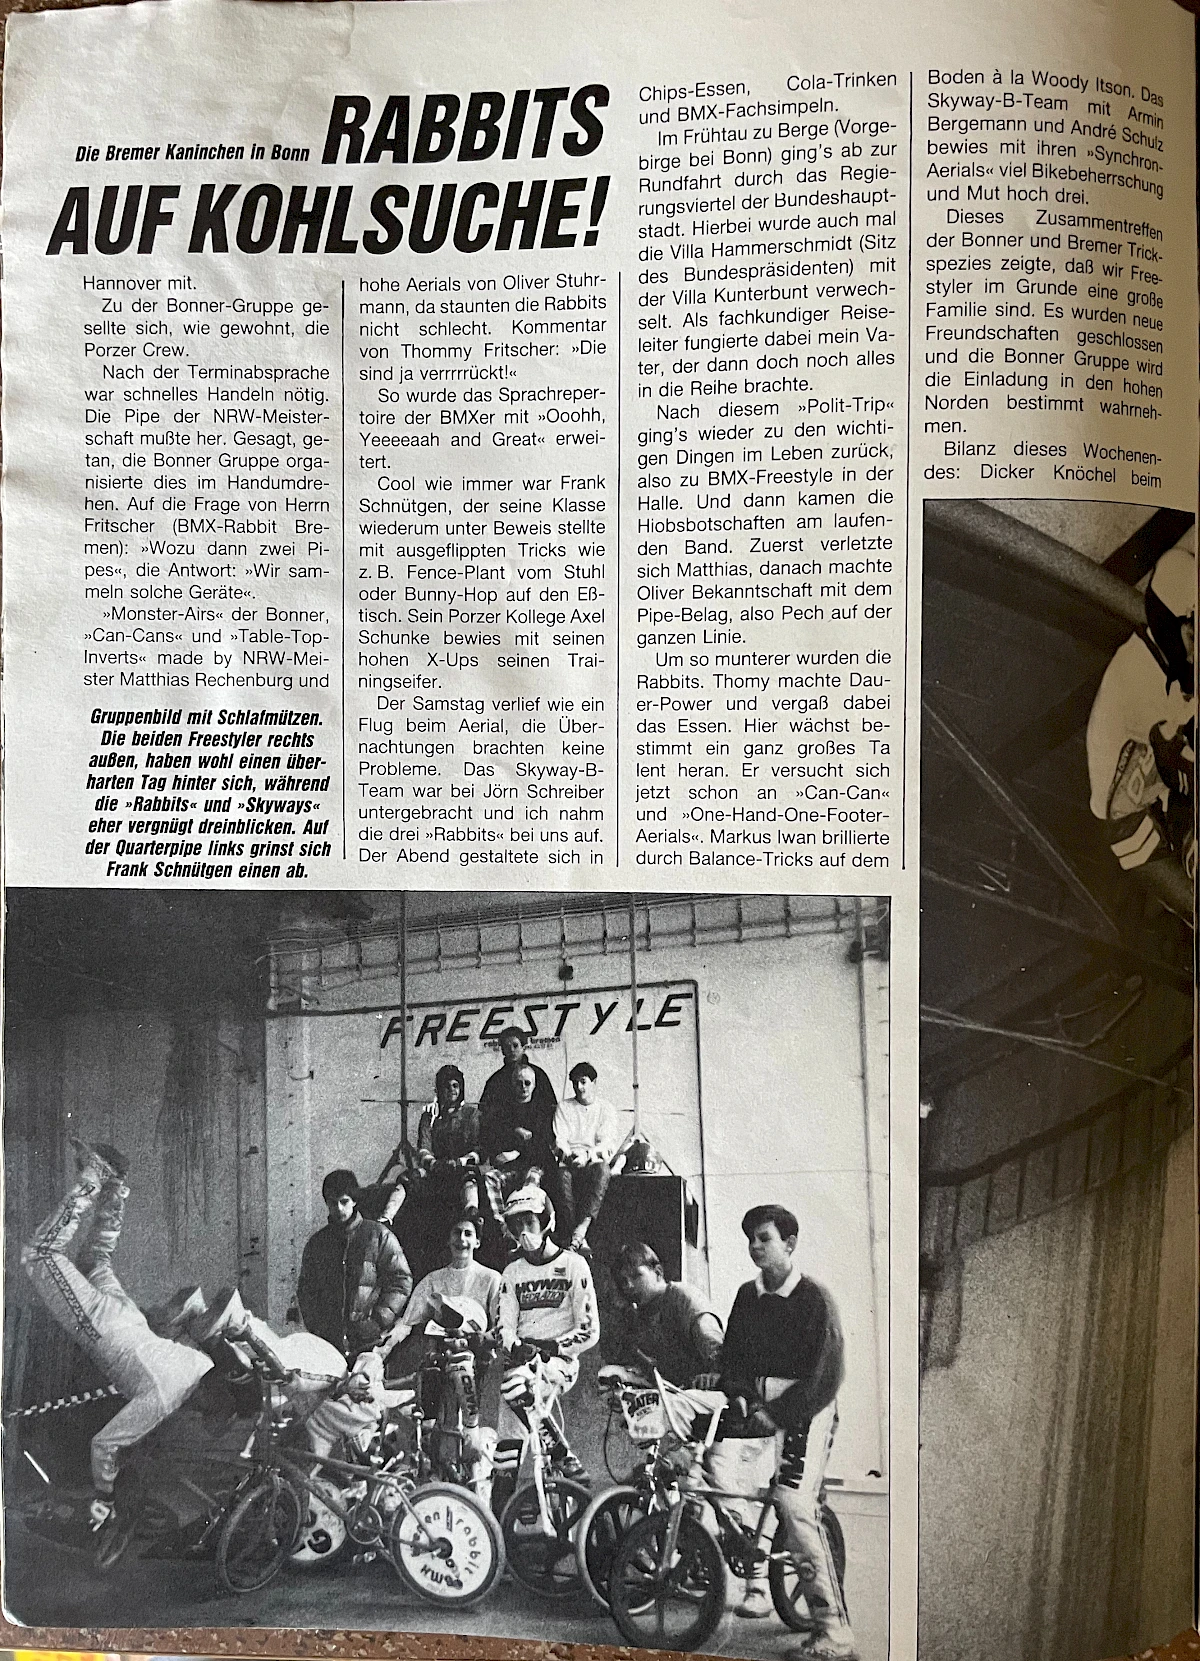 Die Bremer Kaninchen in Bonn RABBITS
AUF KOHLSUCHE!
Hannover mit.
Zu der Bonner-Gruppe ge-
sellte sich, wie gewohnt, die
Porzer Crew.
Nach der Terminabsprache
war schnelles Handeln nötig.
Die Pipe der NRW-Meister-
schaft mußte her. Gesagt, ge-
tan, die Bonner Gruppe orga-
nisierte dies im Handumdre-
hen. Auf die Frage von Herrn
Fritscher (BMX-Rabbit Bre-
men): »Wozu dann zwei Pi-
pes«, die Antwort: »Wir sam-
meln solche Geräte«.
»Monster-Airs« der Bonner,
»Can-Cans« und »Table-Top-
Inverts« made by NRW-Mei-
ster Matthias Rechenburg und
hohe Aerials von Oliver Stuhr-
mann, da staunten die Rabbits
nicht schlecht. Kommentar
von Thommy Fritscher: »Die
sind ja verrrrrückt!«
So wurde das Sprachreper-
toire der BMXer mit »Ooohh,
Yeeeeaah and Great« erwei-
tert.
Cool wie immer war Frank
Schnütgen, der seine Klasse
wiederum unter Beweis stellte
mit ausgeflippten Tricks wie
z. B. Fence-Plant vom Stuhl
oder Bunny-Hop auf den Eß-
tisch. Sein Porzer Kollege Axel
Schunke bewies mit seinen
hohen X-Ups seinen Trai-
ningseifer.
Der Samstag verlief wie ein
Flug beim Aerial, die Über-
nachtungen brachten keine
Probleme. Das Skyway-B-
Team war bei Jörn Schreiber
untergebracht und ich nahm
die drei »Rabbits« bei uns auf.
Der Abend gestaltete sich in
Chips-Essen, Cola-Trinken
und BMX-Fachsimpeln.
Im Frühtau zu Berge (Vorge-
birge bei Bonn) ging's ab zur
Rundfahrt durch das Regie-
rungsviertel der Bundeshaupt-
stadt. Hierbei wurde auch mal
die Villa Hammerschmidt (Sitz
des Bundespräsidenten) mit
der Villa Kunterbunt verwech-
selt. Als fachkundiger Reise-
leiter fungierte dabei mein Va-
ter, der dann doch noch alles
in die Reihe brachte.
Nach diesem »Polit-Trip«
ging's wieder zu den wichti-
gen Dingen im Leben zurück,
also zu BMX-Freestyle in der
Halle. Und dann kamen die
Hiobsbotschaften am laufen-
den Band. Zuerst verletzte
sich Matthias, danach machte
Oliver Bekanntschaft mit dem
Pipe-Belag, also Pech auf der
ganzen Linie.
Um so munterer wurden die
Rabbits. Thomy machte Dau-
er-Power und vergaß dabei
das Essen. Hier wächst be-
stimmt ein ganz großes Ta
lent heran. Er versucht sich
jetzt schon an »Can-Can«
und »One-Hand-One-Footer-
Aerials«. Markus Iwan brillierte
durch Balance-Tricks auf dem
Boden à la Woody Itson. Das
Skyway-B-Team mit Armin
Bergemann und André Schulz
bewies mit ihren »Synchron-
Aerials« viel Bikebeherrschung
und Mut hoch drei.
Dieses Zusammentreffen
der Bonner und Bremer Trick-
spezies zeigte, daß wir Free-
styler im Grunde eine große
Familie sind. Es wurden neue
Freundschaften geschlossen
und die Bonner Gruppe wird
die Einladung in den hohen
Norden bestimmt wahrneh-
men.
Bilanz dieses Wochenen-
des: Dicker Knöchel beim
Gruppenbild mit Schlafmützen.
Die beiden Freestyler rechts
außen, haben wohl einen über-
harten Tag hinter sich, während
die »Rabbits« und »Skyways«
eher vergnügt dreinblicken. Auf
der Quarterpipe links grinst sich
Frank Schnütgen einen ab.
FREESTYLE
bremen
SKYWAY
rabbit